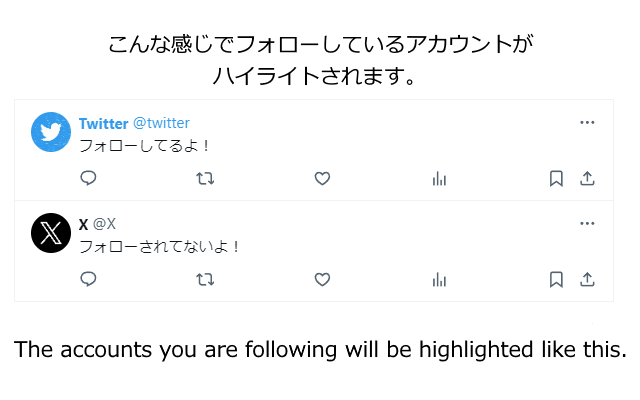 こんな感じでフォローしているアカウントが
ハイライトされます。
Twitter @twitter
フォローしてるよ！
X @X
フォローされてないよ！
The accounts you are following will be highlighted like this.